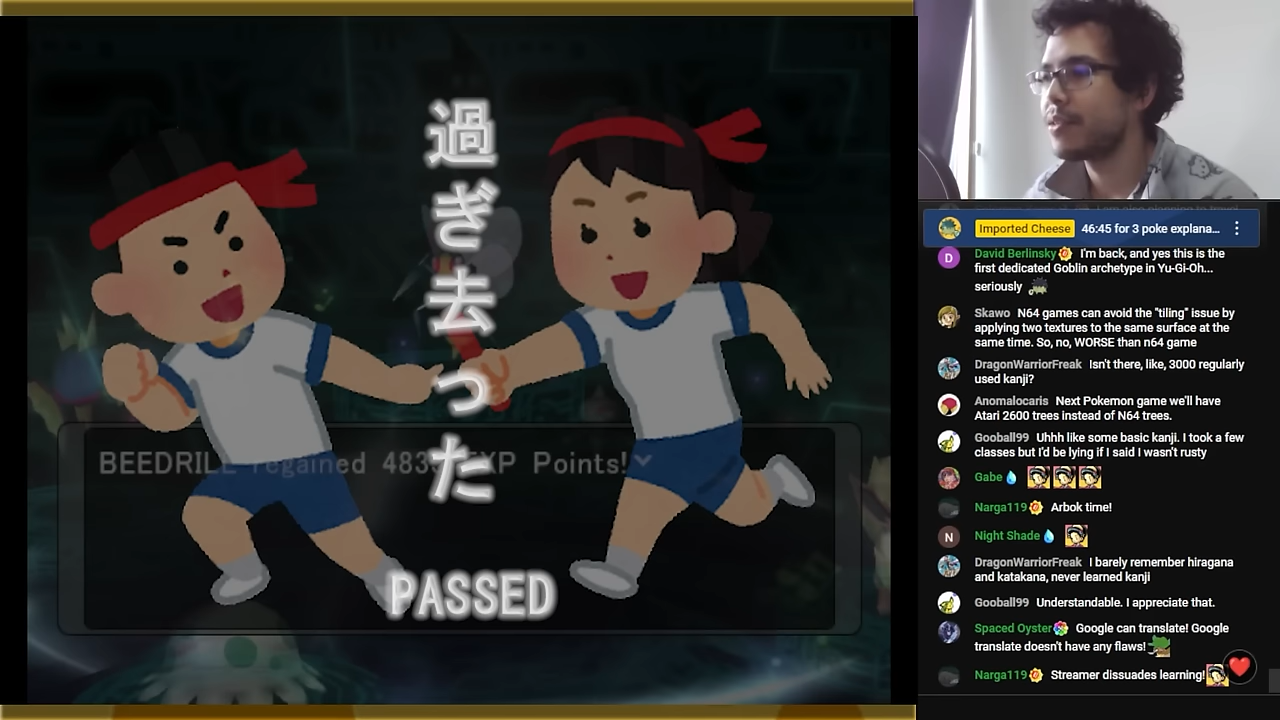 過ぎ去った
BEEDRILL regained 483 EXP Points!
PASSED
Imported Cheese 46:45 for 3 poke explana...
David Berlinsky I'm back, and yes this is the
first dedicated Goblin archetype in Yu-Gi-Oh...
seriously
Skawo N64 games can avoid the "tiling" issue by
applying two textures to the same surface at the
same time. So, no, WORSE than n64 game
DragonWarriorFreak Isn't there, like, 3000 regularly
used kanji?
Anomalocaris Next Pokemon game we'll have
Atari 2600 trees instead of N64 trees.
Gooball99 Uhhh like some basic kanji. I took a few
classes but I'd be lying if I said I wasn't rusty
Gabe
Narga119 Arbok time!
N Night Shade
DragonWarriorFreak I barely remember hiragana
and katakana, never learned kanji
Gooball99 Understandable. I appreciate that.
Spaced Oyster Google can translate! Google
translate doesn't have any flaws!
Narga119 Streamer dissuades learning!